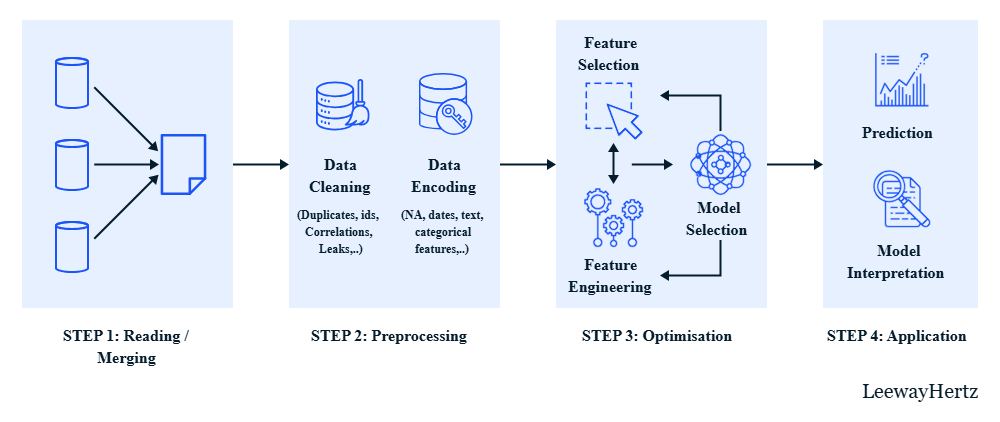 Feature
Selection
Prediction
Data
Cleaning
(Duplicates, ids,
Correlations,
Leaks,..)
Data
Encoding
(NA, dates, text,
categorical
features,..)
Model
Selection
Feature
Engineering
Model
Interpretation
STEP 1: Reading /
Merging
STEP 2: Preprocessing
STEP 3: Optimisation
STEP 4: Application
LeewayHertz